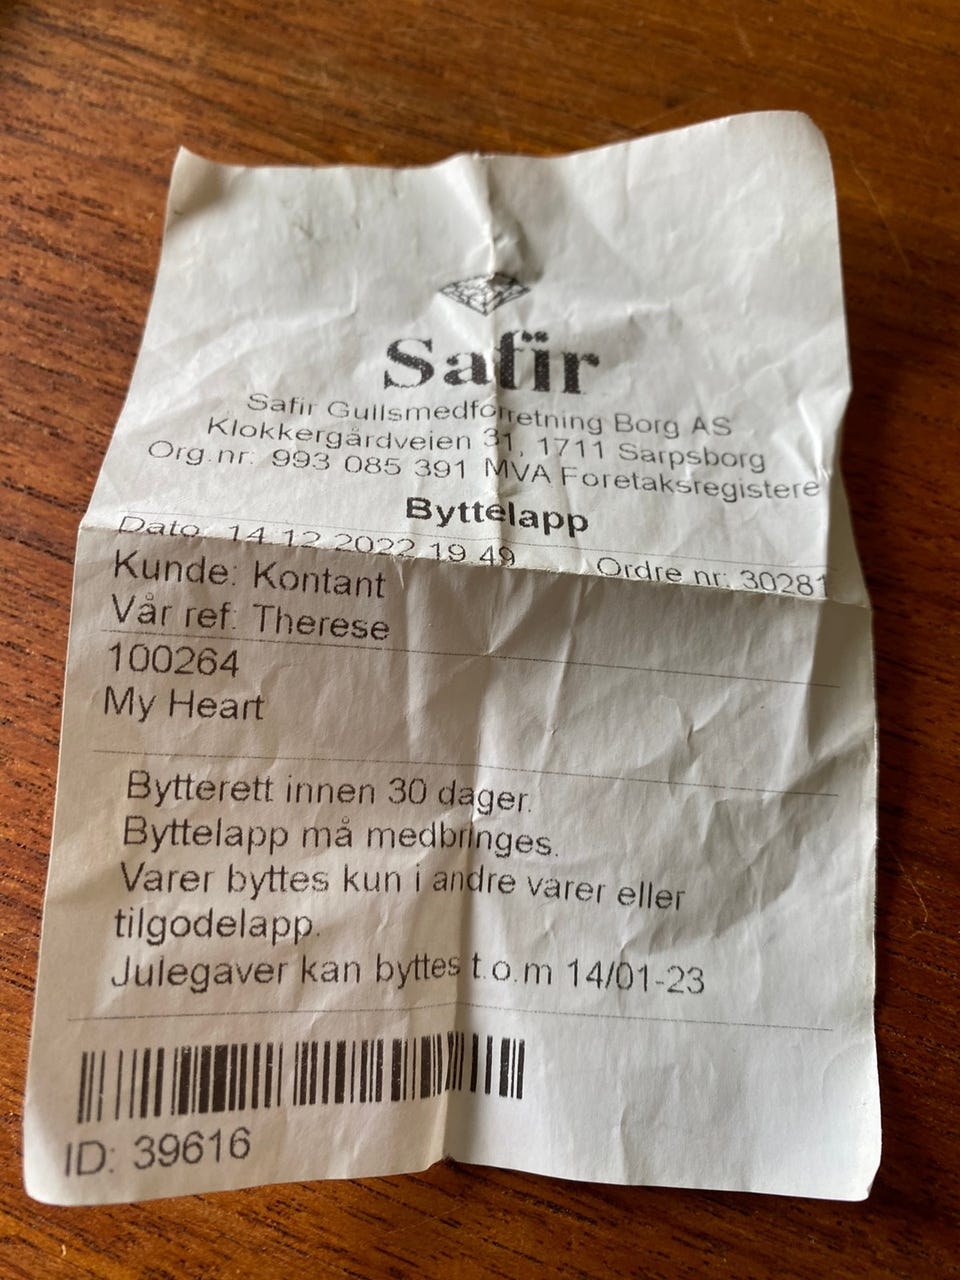 Safir
Safir Gullsmedforretning Borg AS
Klokkergårdveien 31, 1711 Sarpsborg
Org.nr: 993 085 391 MVA Foretaksregistere
Byttelapp
Dato: 14.12.2022 19:49 Ordre nr: 30281
Kunde: Kontant
Vår ref: Therese
100264
My Heart
Bytterett innen 30 dager.
Byttelapp må medbringes.
Varer byttes kun i andre varer eller
tilgodelapp.
Julegaver kan byttes t.o.m 14/01-23
ID: 39616